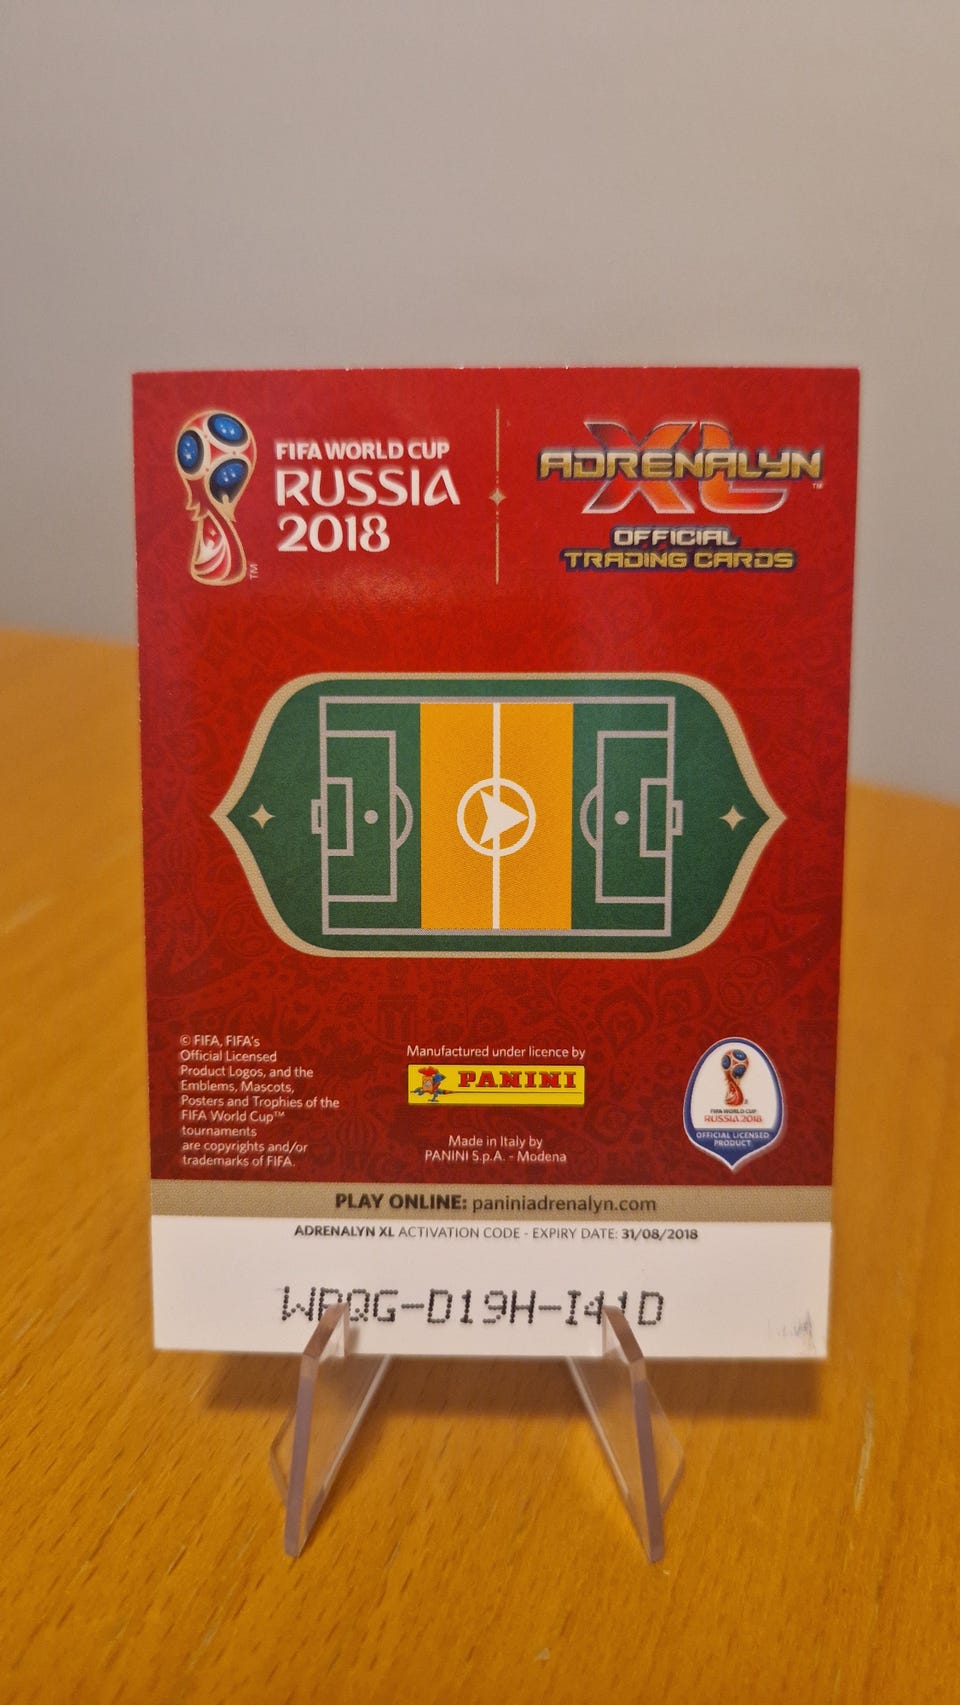 FIFA WORLD CUP
RUSSIA
2018
TM
ADRENALYN
XL
TM
OFFICIAL
TRADING CARDS
© FIFA, FIFA's
Official Licensed
Product Logos, and the
Emblems, Mascots,
Posters and Trophies of the
FIFA World Cup™
tournaments
are copyrights and/or
trademarks of FIFA.
Manufactured under licence by
PANINI
Made in Italy by
PANINI S.p.A. - Modena
FIFA WORLD CUP
RUSSIA 2018
OFFICIAL LICENSED
PRODUCT
PLAY ONLINE: paniniadrenalyn.com
ADRENALYN XL ACTIVATION CODE - EXPIRY DATE: 31/08/2018